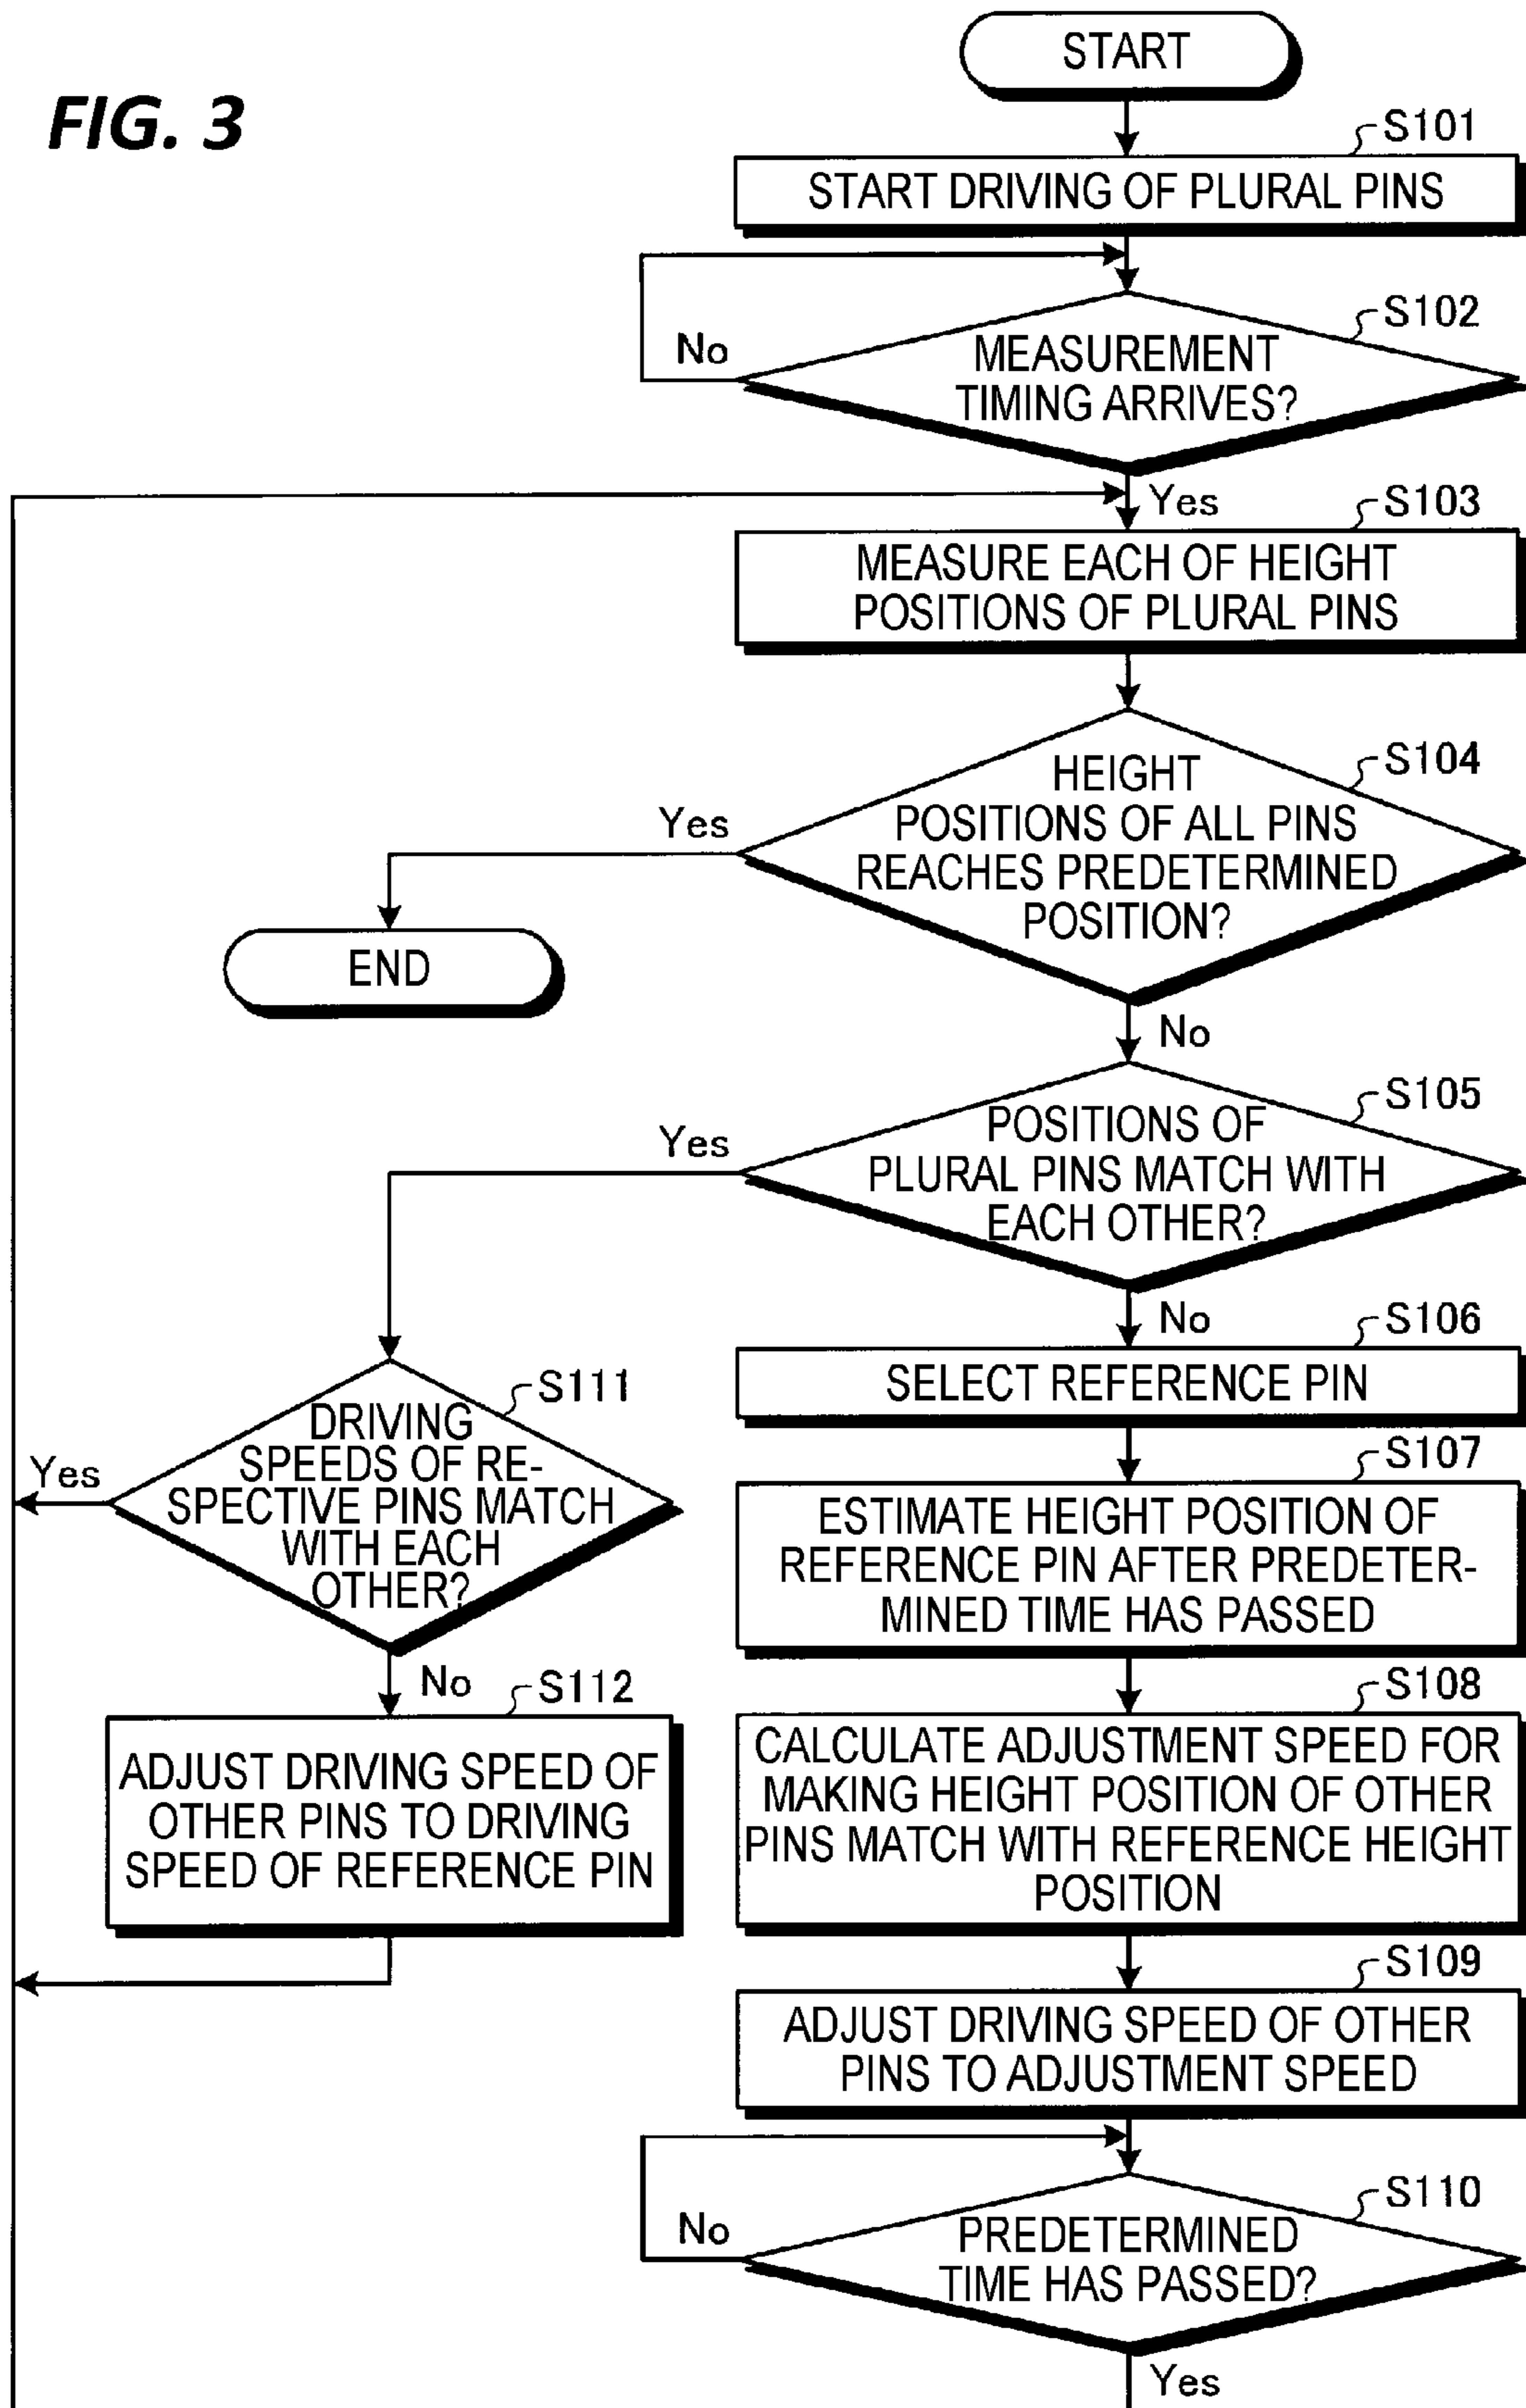 FIG. 3
START
S101
START DRIVING OF PLURAL PINS
S102
No
MEASUREMENT
TIMING ARRIVES?
Yes
S103
MEASURE EACH OF HEIGHT
POSITIONS OF PLURAL PINS
S104
HEIGHT
POSITIONS OF ALL PINS
REACHES PREDETERMINED
POSITION?
Yes
END
No
S105
POSITIONS OF
PLURAL PINS MATCH WITH
EACH OTHER?
Yes
No
S106
SELECT REFERENCE PIN
S107
ESTIMATE HEIGHT POSITION OF
REFERENCE PIN AFTER PREDETER-
MINED TIME HAS PASSED
S108
CALCULATE ADJUSTMENT SPEED FOR
MAKING HEIGHT POSITION OF OTHER
PINS MATCH WITH REFERENCE HEIGHT
POSITION
S109
ADJUST DRIVING SPEED OF OTHER
PINS TO ADJUSTMENT SPEED
S110
No
PREDETERMINED
TIME HAS PASSED?
Yes
S111
DRIVING
SPEEDS OF RE-
SPECTIVE PINS MATCH
WITH EACH
OTHER?
Yes
No
S112
ADJUST DRIVING SPEED OF
OTHER PINS TO DRIVING
SPEED OF REFERENCE PIN